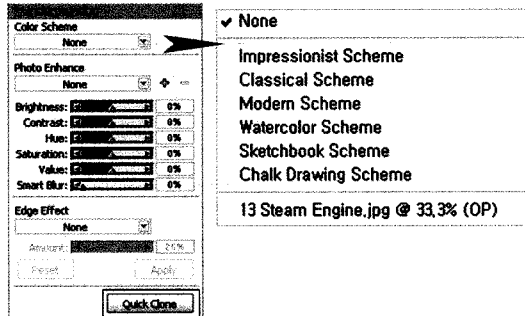 Color Scheme
None
Photo Enhance
None
Brightness: 0%
Contrast: 0%
Hue: 0%
Saturation: 0%
Value: 0%
Smart Blur: 0%
Edge Effect
None
Amount:
Reset Apply
Quick Clone
None
Impressionist Scheme
Classical Scheme
Modern Scheme
Watercolor Scheme
Sketchbook Scheme
Chalk Drawing Scheme
13 Steam Engine.jpg @ 33,3% (OP)